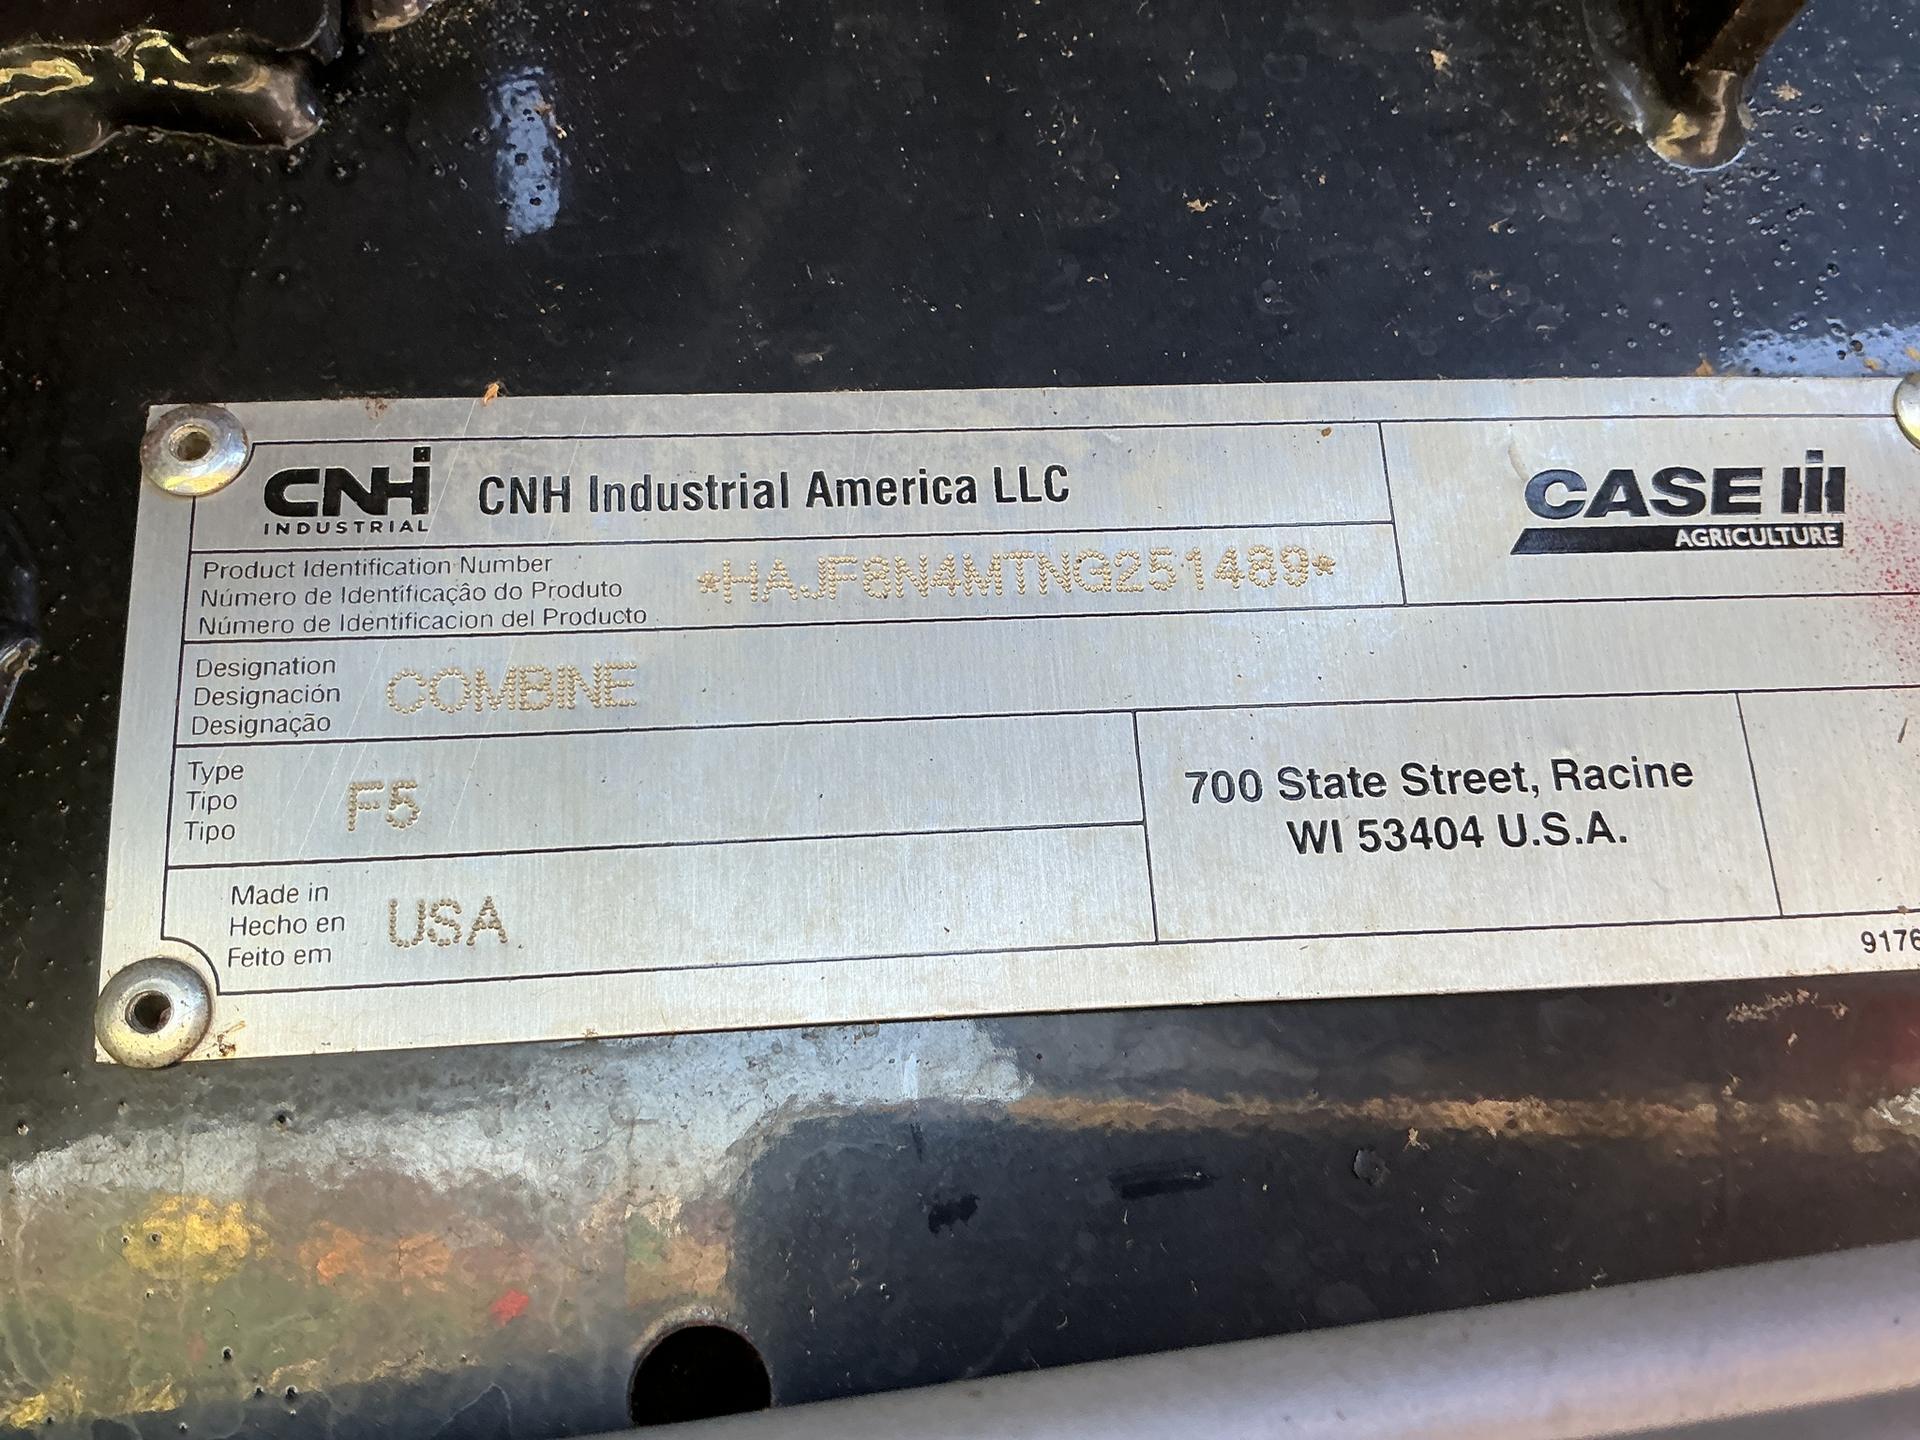 CNHi
INDUSTRIAL
CNH Industrial America LLC
CASE IH
AGRICULTURE
Product Identification Number
Número de Identificação do Produto
Número de Identificacion del Producto
*HAJF8N4MTNG251489*
Designation
Designación
Designação
COMBINE
Type
Tipo
Tipo
F5
700 State Street, Racine
WI 53404 U.S.A.
Made in
Hecho en
Feito em
USA
9176